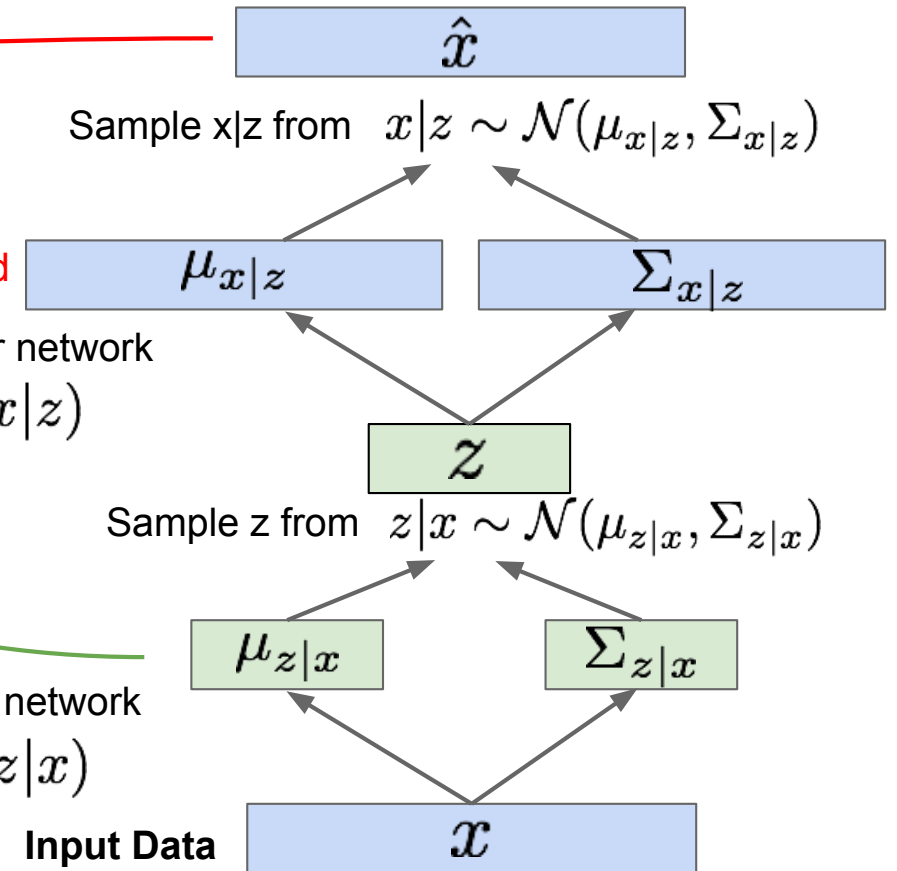 x̂
Sample x|z from x|z ∼ 𝒩(μ_{x|z}, Σ_{x|z})
μ_{x|z} Σ_{x|z}
network
x|z)
z
Sample z from z|x ∼ 𝒩(μ_{z|x}, Σ_{z|x})
μ_{z|x} Σ_{z|x}
network
z|x)
Input Data x